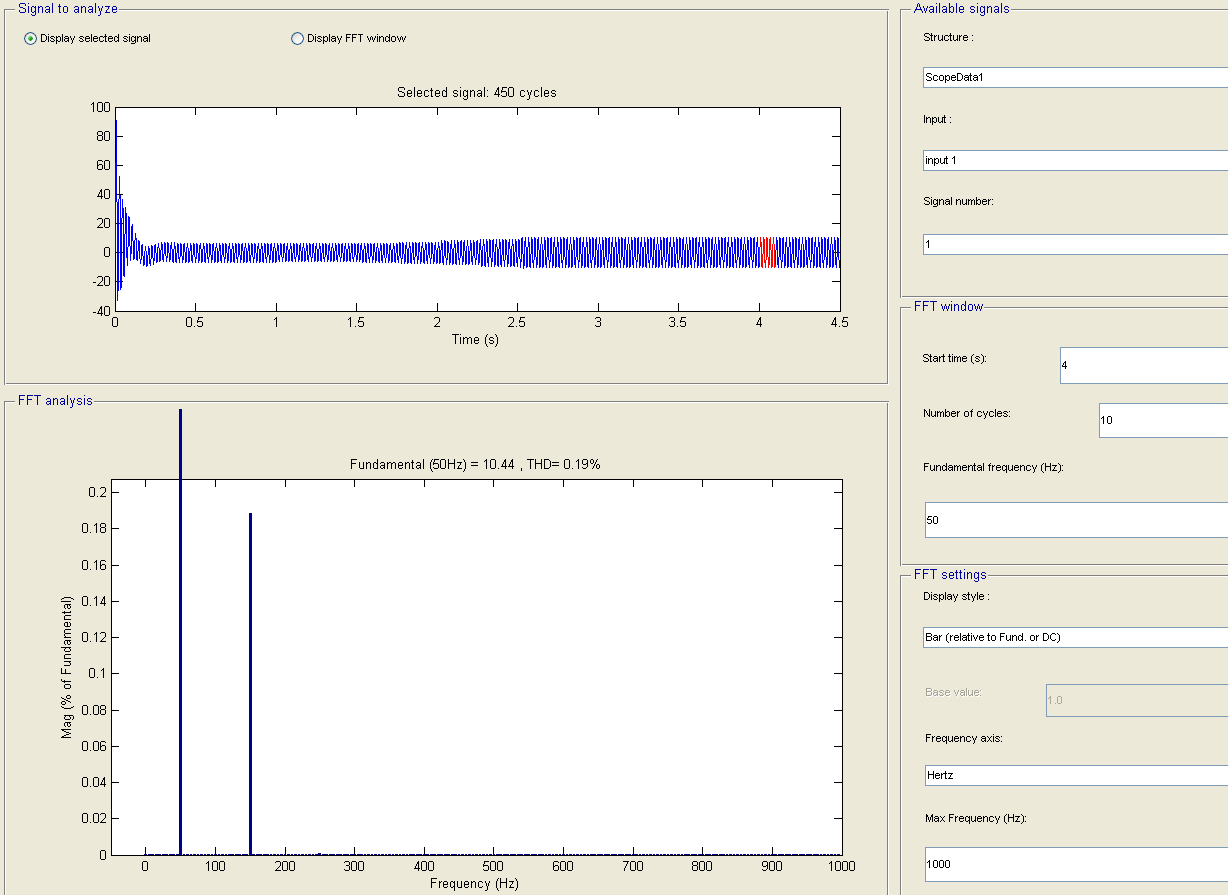 Signal to analyze
Display selected signal
Display FFT window
Selected signal: 450 cycles
100
80
60
40
20
0
-20
-40
0 0.5 1 1.5 2 2.5 3 3.5 4 4.5
Time (s)
FFT analysis
Fundamental (50Hz) = 10.44 , THD= 0.19%
Mag (% of Fundamental)
0.2
0.18
0.16
0.14
0.12
0.1
0.08
0.06
0.04
0.02
0
0 100 200 300 400 500 600 700 800 900 1000
Frequency (Hz)
Available signals
Structure :
ScopeData1
Input :
input 1
Signal number:
1
FFT window
Start time (s):
4
Number of cycles:
10
Fundamental frequency (Hz):
50
FFT settings
Display style :
Bar (relative to Fund. or DC)
Base value:
1.0
Frequency axis:
Hertz
Max Frequency (Hz):
1000